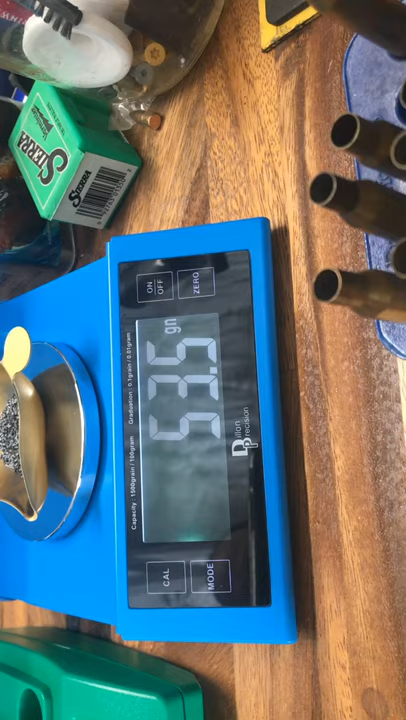 SIERRA
SIERRA
ON
OFF
ZERO
Capacity : 1500grain / 100gram
Graduation : 0.1grain / 0.01gram
53.5 gn
Dillon
Precision
CAL
MODE